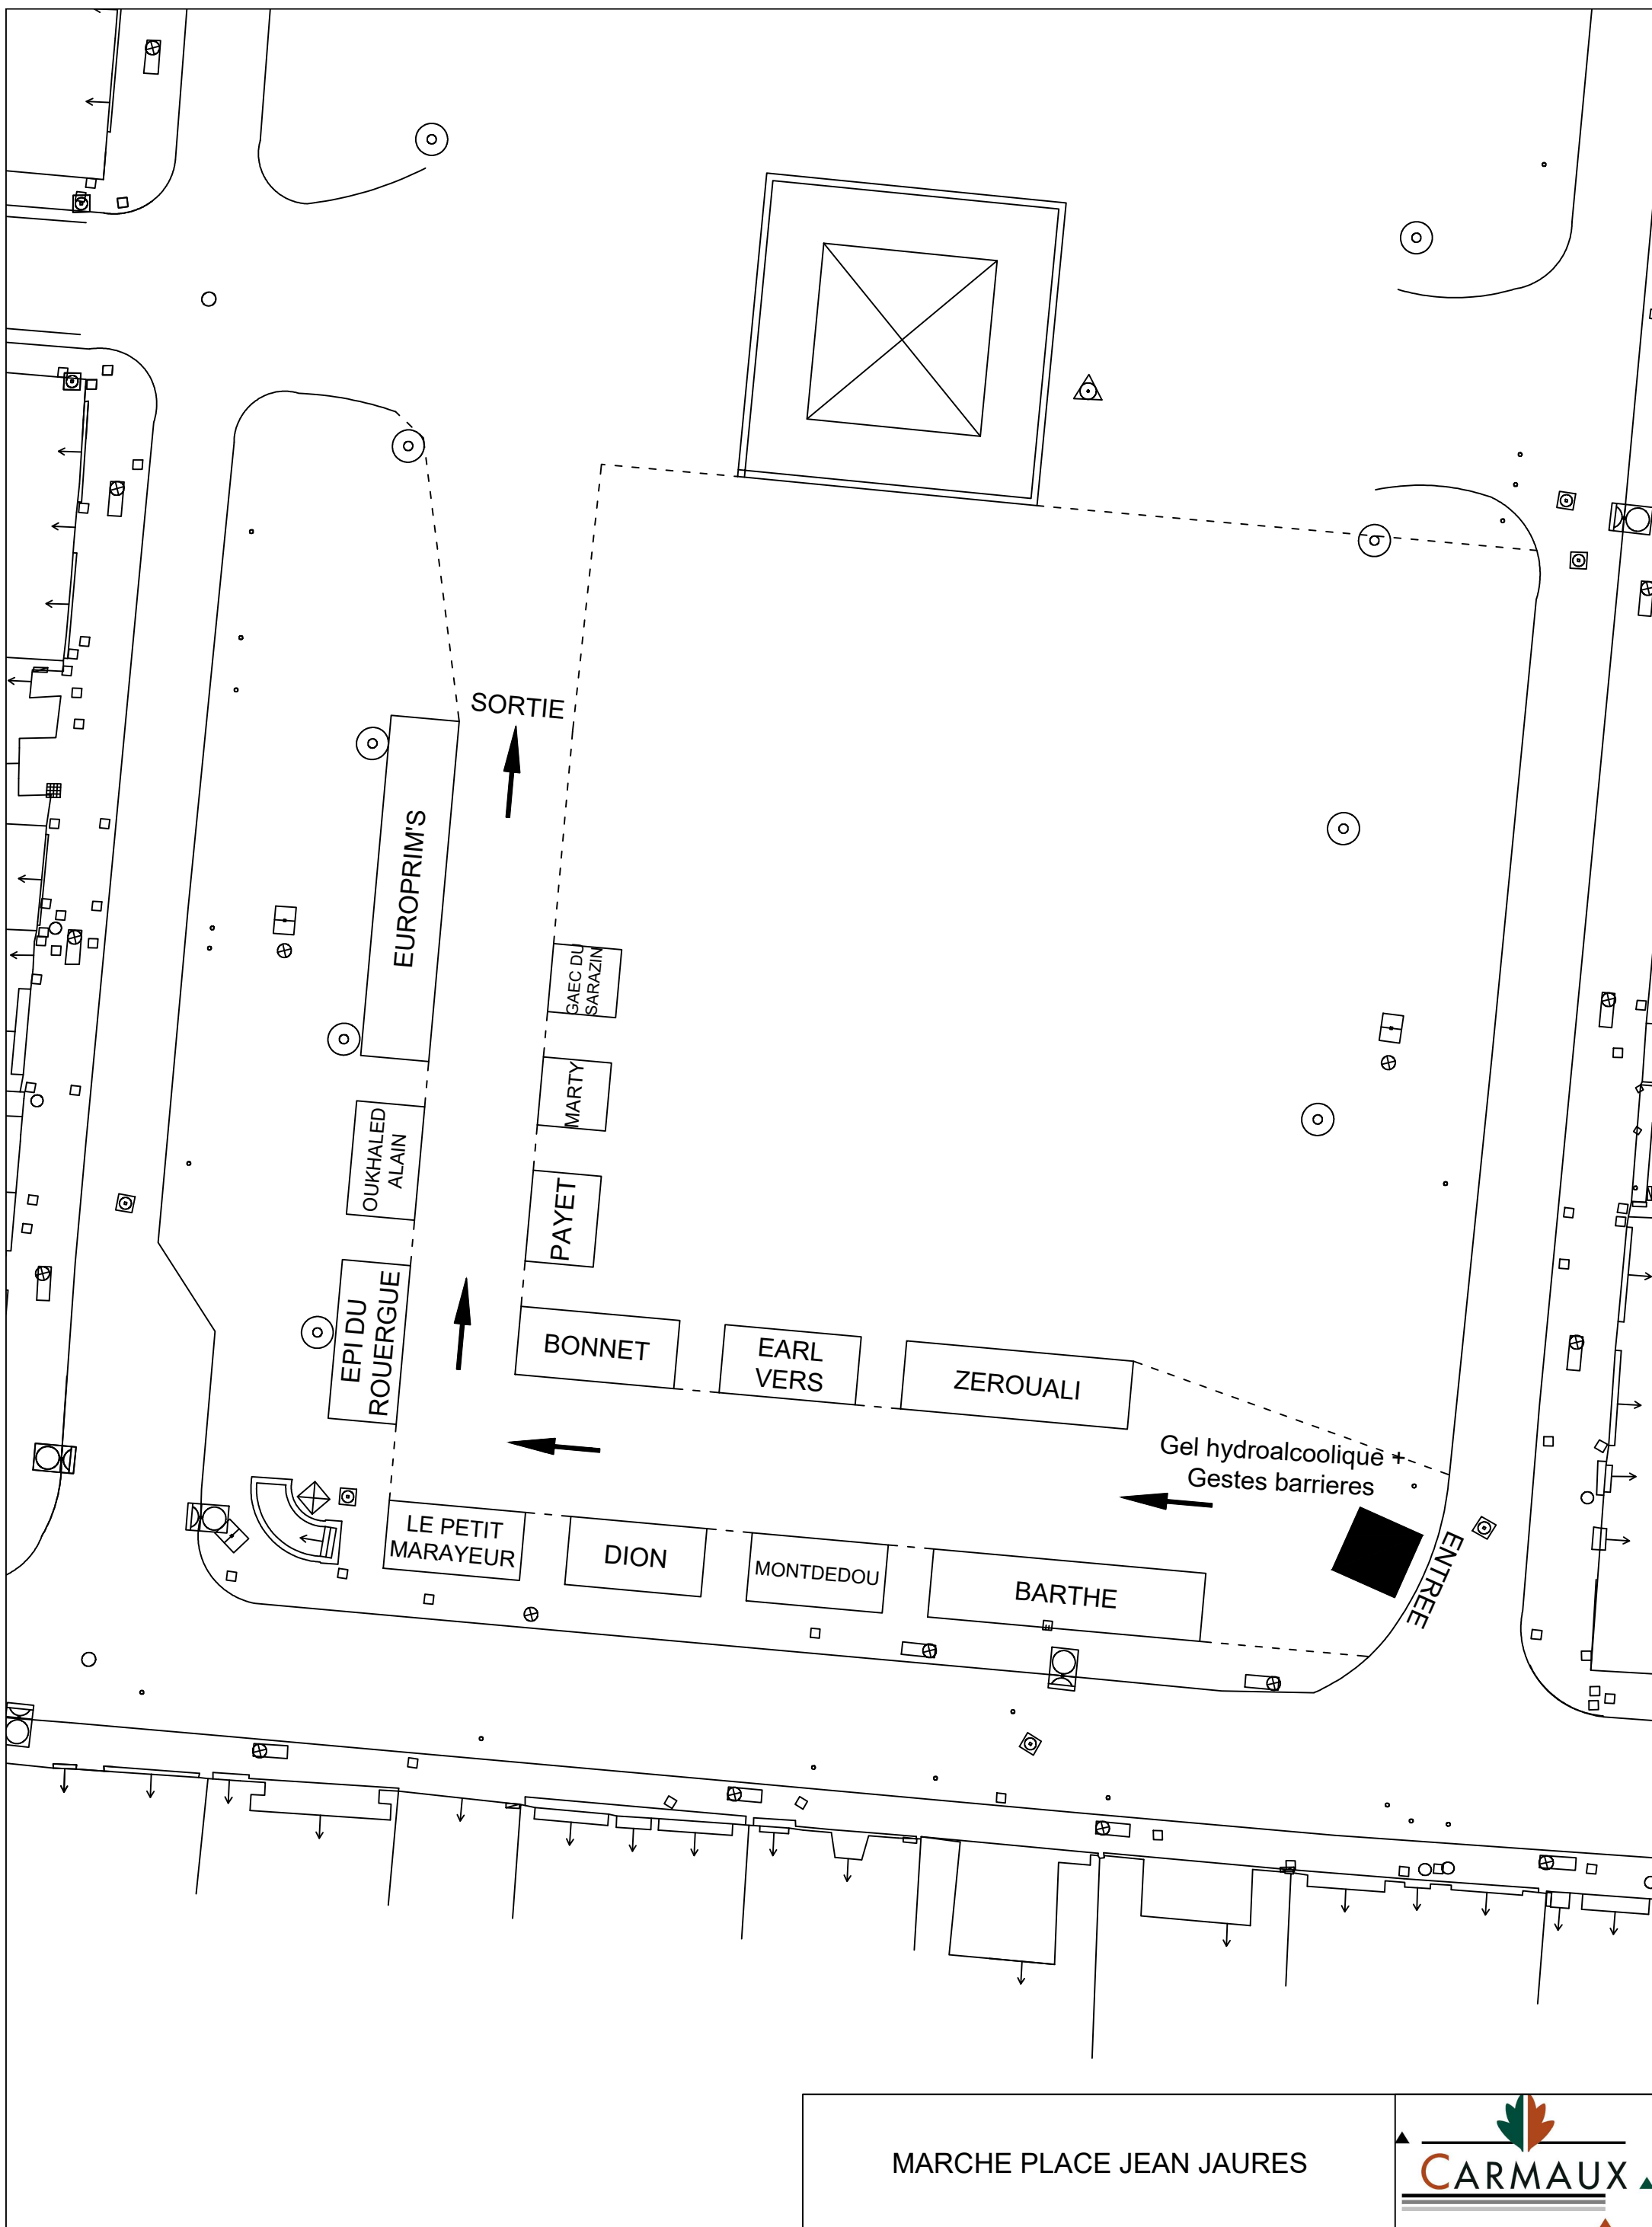 SORTIE
EUROPRIM'S
GAEC DU
SARAZIN
MARTY
OUKHALED
ALAIN
PAYET
EPI DU
ROUERGUE
BONNET
EARL
VERS
ZEROUALI
Gel hydroalcoolique +
Gestes barrieres
ENTREE
LE PETIT
MARAYEUR
DION
MONTDEDOU
BARTHE
MARCHE PLACE JEAN JAURES
CARMAUX